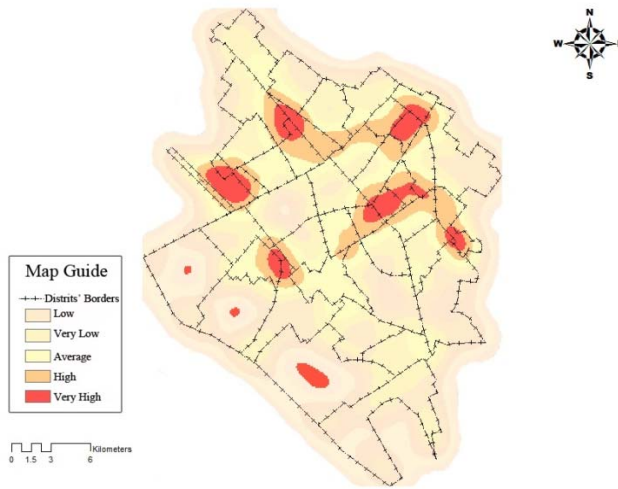 N
W
S
Map Guide
Distrits' Borders
Low
Very Low
Average
High
Very High
Kilometers
0 1.5 3 6